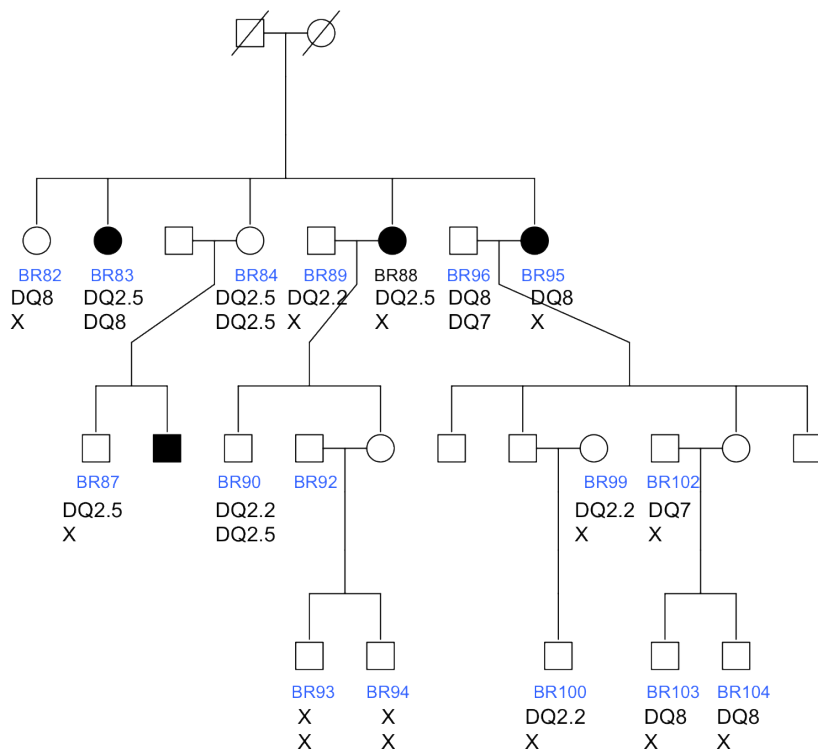 BR82 BR83 BR84 BR89 BR88 BR96 BR95
DQ8 DQ2.5 DQ2.5 DQ2.2 DQ2.5 DQ8 DQ8
X DQ8 DQ2.5 X X DQ7 X
BR87 BR90 BR92 BR99 BR102
DQ2.5 DQ2.2 DQ2.2 DQ7
X DQ2.5 X X
BR93 BR94 BR100 BR103 BR104
X X DQ2.2 DQ8 DQ8
X X X X X